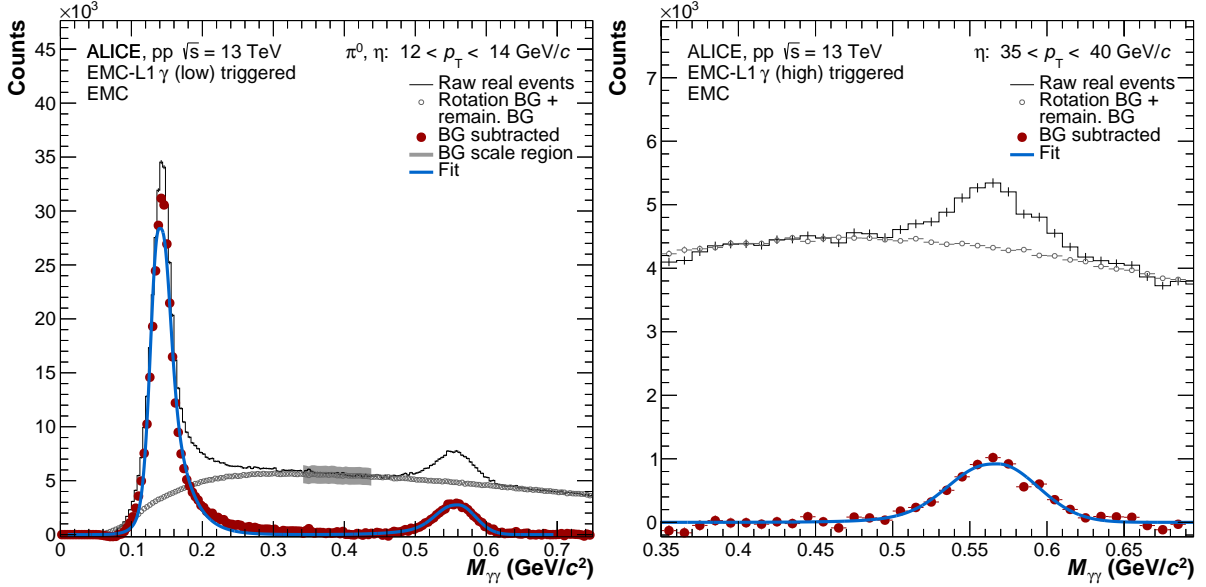 ×10³
Counts
45
40
35
30
25
20
15
10
5
0
ALICE, pp √s = 13 TeV
EMC-L1 γ (low) triggered
EMC
π⁰, η: 12 < p_T < 14 GeV/c
Raw real events
Rotation BG +
remain. BG
BG subtracted
BG scale region
Fit
0 0.1 0.2 0.3 0.4 0.5 0.6 0.7
M_γγ (GeV/c²)
×10³
Counts
7
6
5
4
3
2
1
0
ALICE, pp √s = 13 TeV
EMC-L1 γ (high) triggered
EMC
η: 35 < p_T < 40 GeV/c
Raw real events
Rotation BG +
remain. BG
BG subtracted
Fit
0.35 0.4 0.45 0.5 0.55 0.6 0.65
M_γγ (GeV/c²)